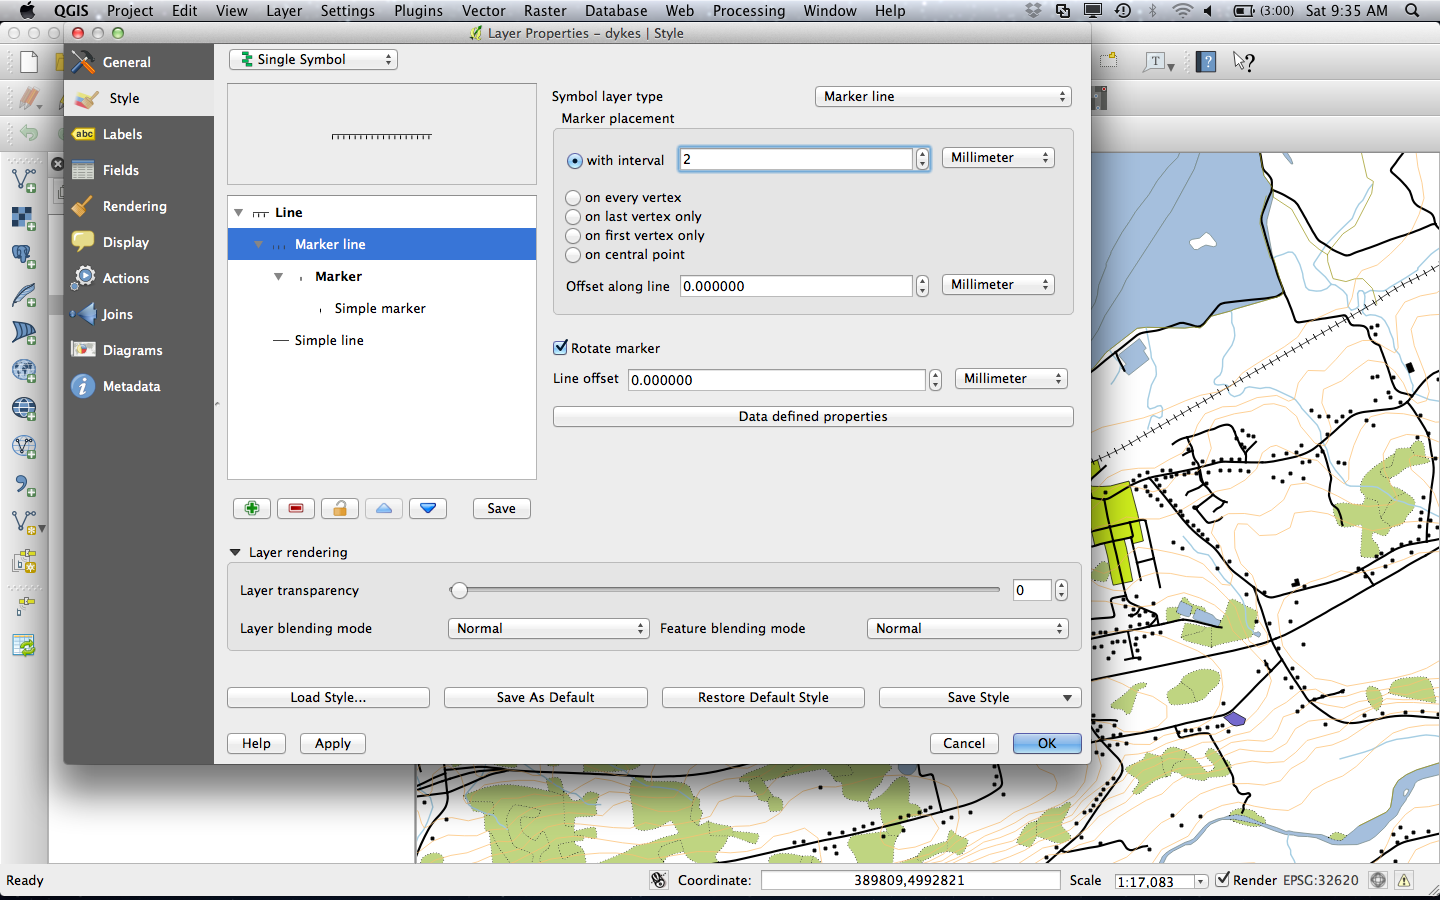 QGIS Project Edit View Layer Settings Plugins Vector Raster Database Web Processing Window Help (3:00) Sat 9:35 AM
Layer Properties – dykes | Style
General
Style
abc Labels
Fields
Rendering
Display
Actions
Joins
Diagrams
Metadata
Single Symbol
Line
Marker line
Marker
Simple marker
Simple line
Save
Symbol layer type Marker line
Marker placement
with interval 2 Millimeter
on every vertex
on last vertex only
on first vertex only
on central point
Offset along line 0.000000 Millimeter
Rotate marker
Line offset 0.000000 Millimeter
Data defined properties
Layer rendering
Layer transparency 0
Layer blending mode Normal Feature blending mode Normal
Load Style... Save As Default Restore Default Style Save Style
Help Apply Cancel OK
Ready Coordinate: 389809,4992821 Scale 1:17,083 Render EPSG:32620